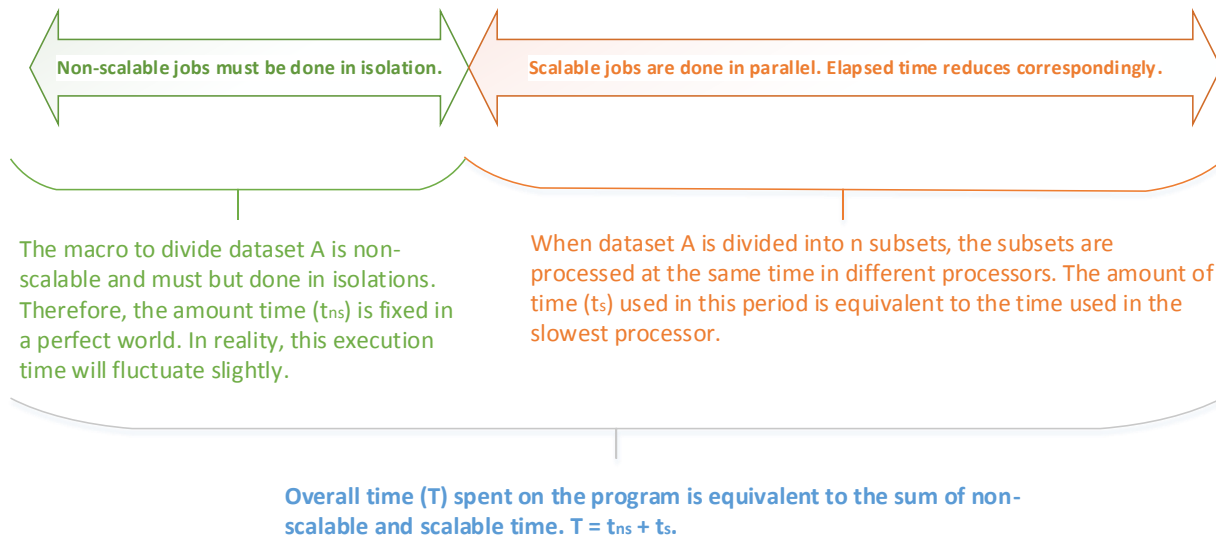 Non-scalable jobs must be done in isolation.
Scalable jobs are done in parallel. Elapsed time reduces correspondingly.
The macro to divide dataset A is non-
scalable and must but done in isolations.
Therefore, the amount time (tns) is fixed in
a perfect world. In reality, this execution
time will fluctuate slightly.
When dataset A is divided into n subsets, the subsets are
processed at the same time in different processors. The amount of
time (ts) used in this period is equivalent to the time used in the
slowest processor.
Overall time (T) spent on the program is equivalent to the sum of non-
scalable and scalable time. T = tns + ts.